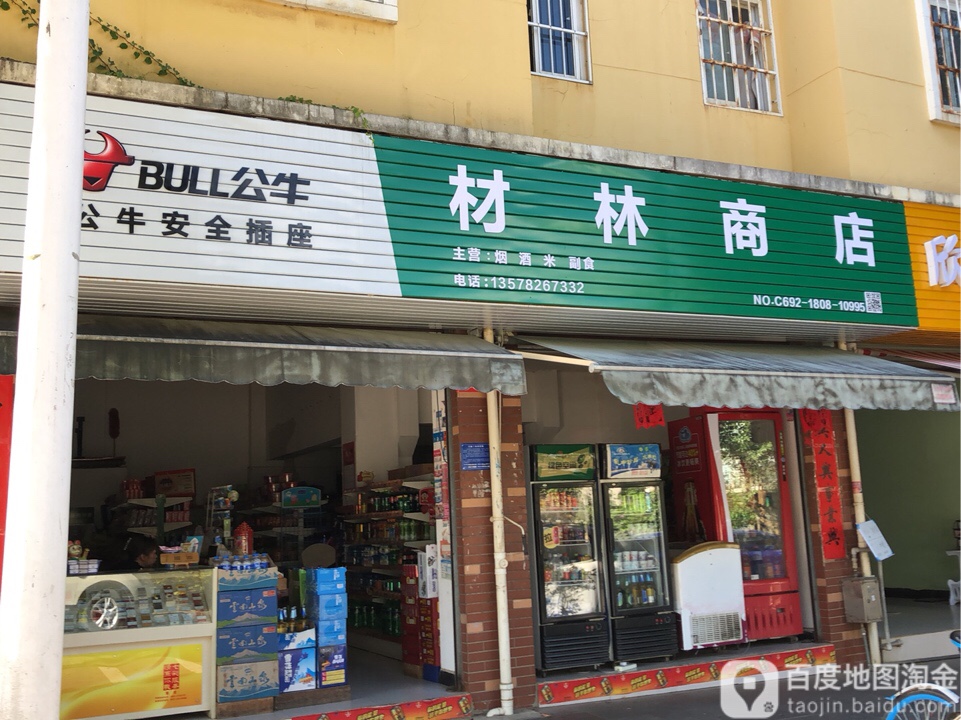 BULL公牛
公牛安全插座
材林商店
主营:烟 酒 米 副食
电话:13578267332
NO.C692-1808-10995
欣
百度地图淘金
taojin.baidu.com